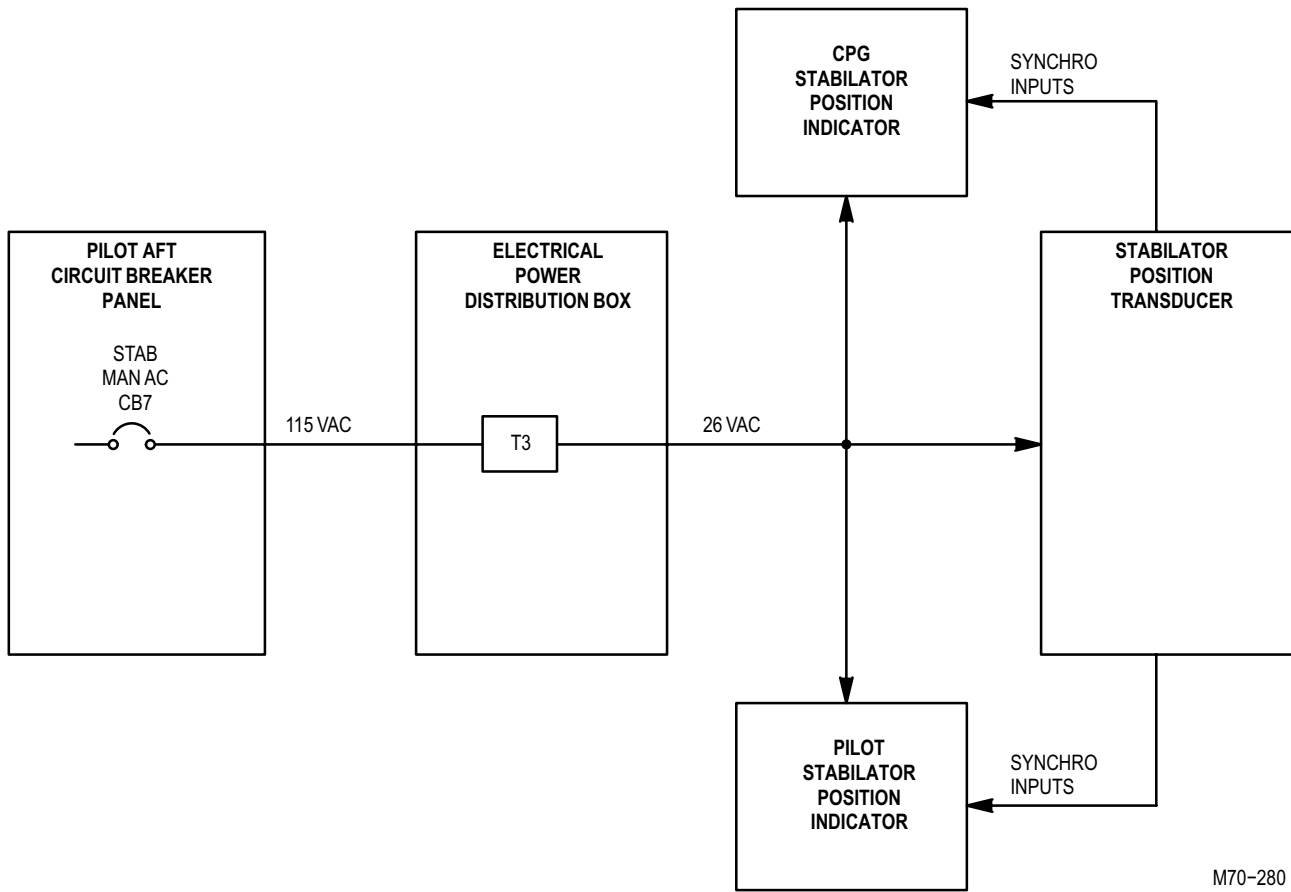 CPG
STABILATOR
POSITION
INDICATOR
SYNCHRO
INPUTS
PILOT AFT
CIRCUIT BREAKER
PANEL
STAB
MAN AC
CB7
115 VAC
ELECTRICAL
POWER
DISTRIBUTION BOX
T3
26 VAC
STABILATOR
POSITION
TRANSDUCER
PILOT
STABILATOR
POSITION
INDICATOR
SYNCHRO
INPUTS
M70−280